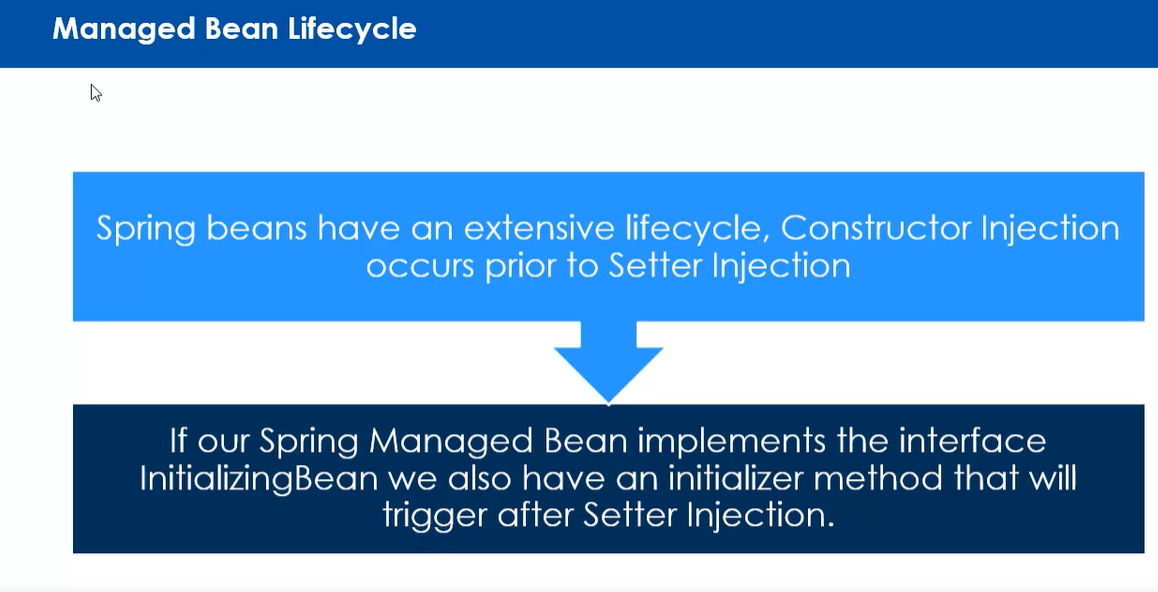 Managed Bean Lifecycle
Spring beans have an extensive lifecycle, Constructor Injection
occurs prior to Setter Injection
If our Spring Managed Bean implements the interface
InitializingBean we also have an initializer method that will
trigger after Setter Injection.